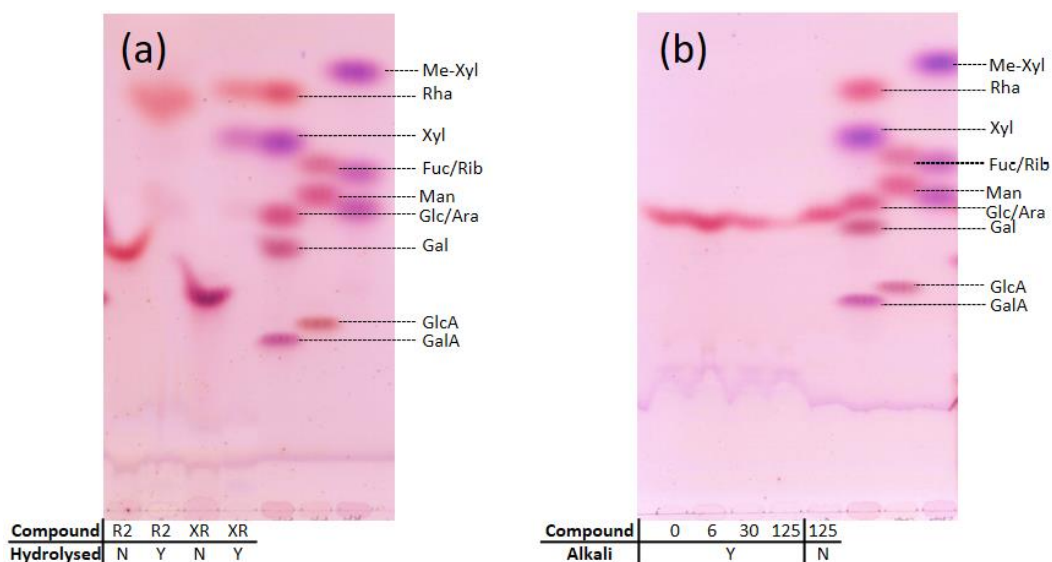 (a)
Me-Xyl
Rha
Xyl
Fuc/Rib
Man
Glc/Ara
Gal
GlcA
GalA
Compound R2 R2 XR XR
Hydrolysed N Y N Y
(b)
Me-Xyl
Rha
Xyl
Fuc/Rib
Man
Glc/Ara
Gal
GlcA
GalA
Compound 0 6 30 125 125
Alkali Y N